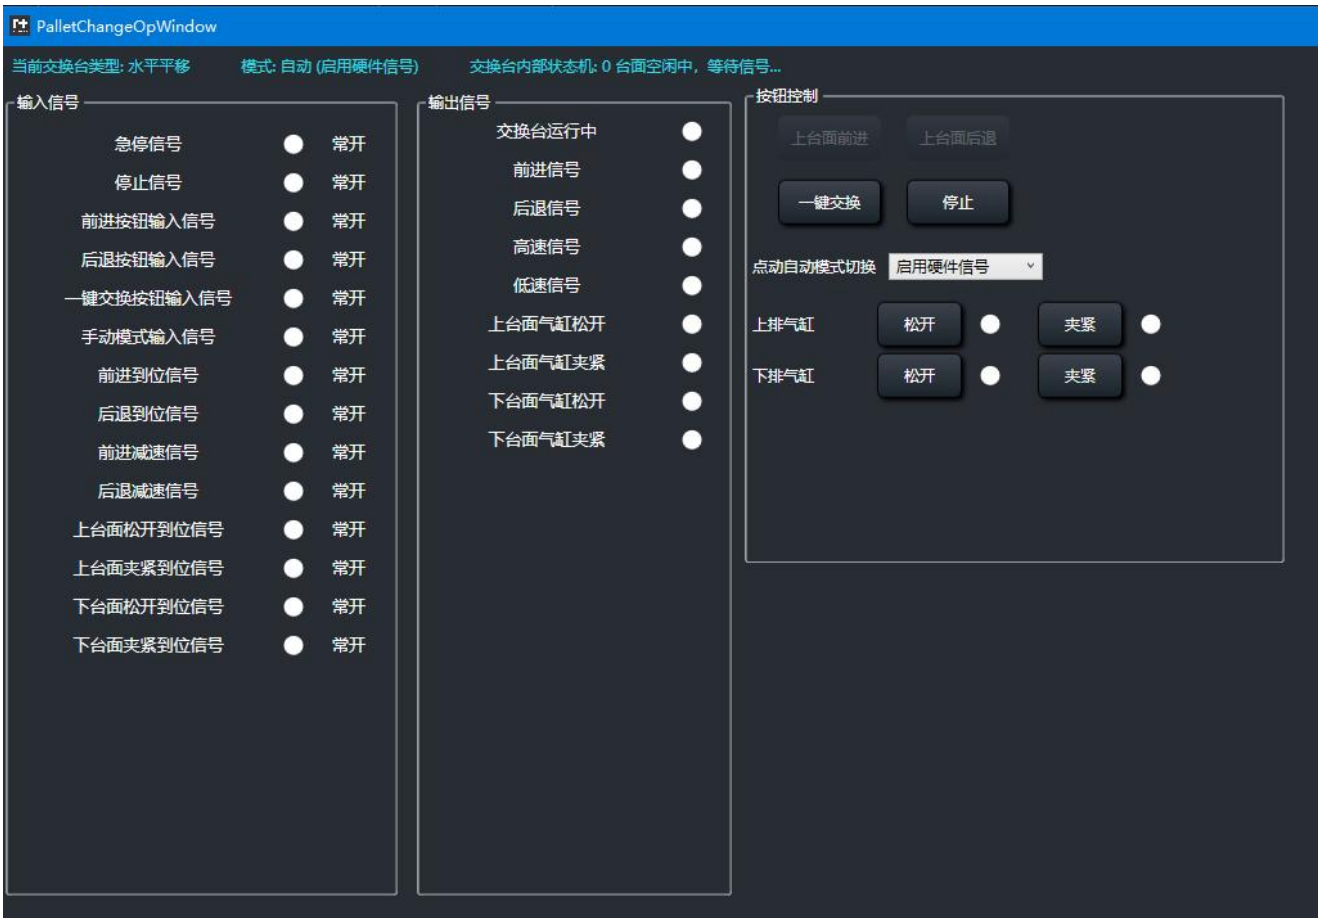 PalletChangeOpWindow
当前交换台类型: 水平平移 模式: 自动 (启用硬件信号) 交换台内部状态机: 0 台面空闲中，等待信号...
输入信号
急停信号 常开
停止信号 常开
前进按钮输入信号 常开
后退按钮输入信号 常开
一键交换按钮输入信号 常开
手动模式输入信号 常开
前进到位信号 常开
后退到位信号 常开
前进减速信号 常开
后退减速信号 常开
上台面松开到位信号 常开
上台面夹紧到位信号 常开
下台面松开到位信号 常开
下台面夹紧到位信号 常开
输出信号
交换台运行中
前进信号
后退信号
高速信号
低速信号
上台面气缸松开
上台面气缸夹紧
下台面气缸松开
下台面气缸夹紧
按钮控制
上台面前进 上台面后退
一键交换 停止
点动自动模式切换 启用硬件信号
上排气缸 松开 夹紧
下排气缸 松开 夹紧